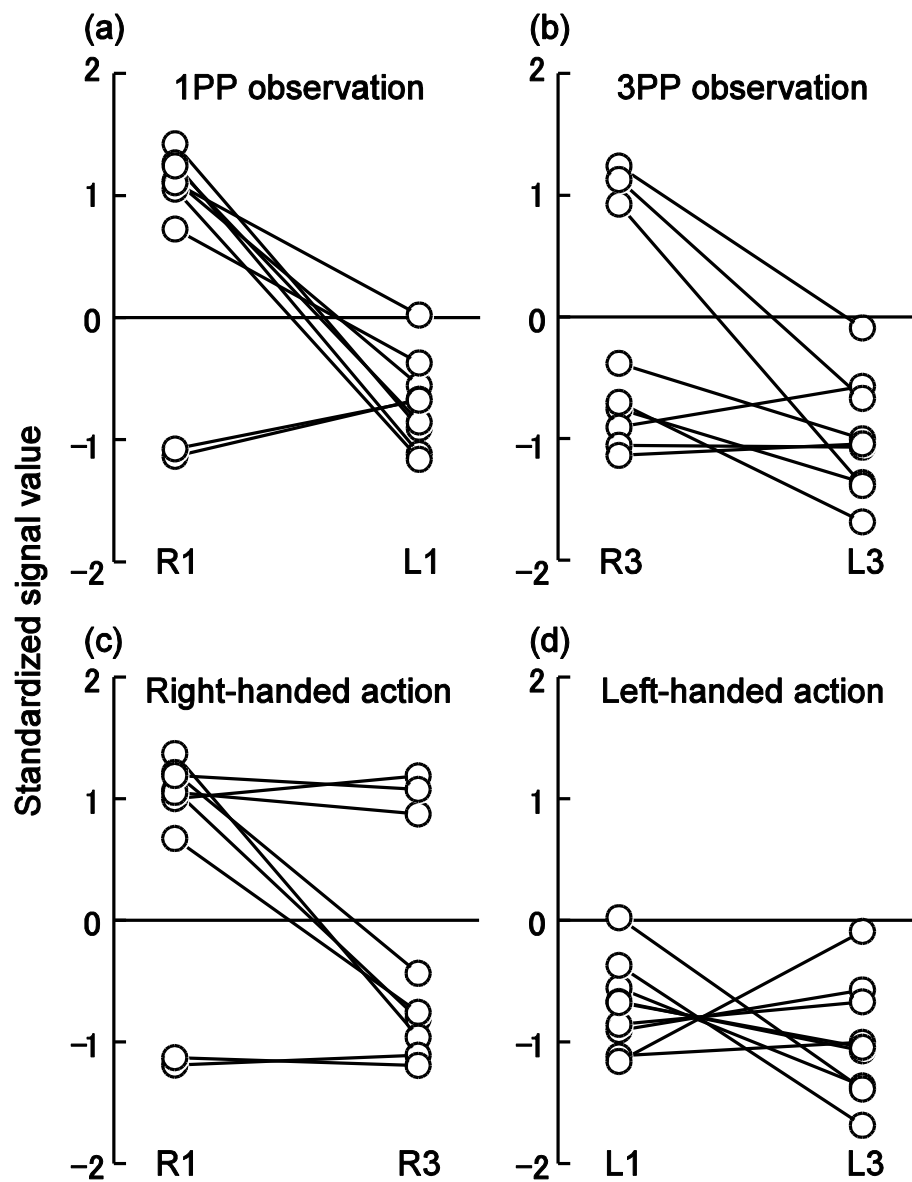 (a)
1PP observation
2
1
0
−1
−2
R1
L1
(b)
3PP observation
2
1
0
−1
−2
R3
L3
Standardized signal value
(c)
Right-handed action
2
1
0
−1
−2
R1
R3
(d)
Left-handed action
2
1
0
−1
−2
L1
L3